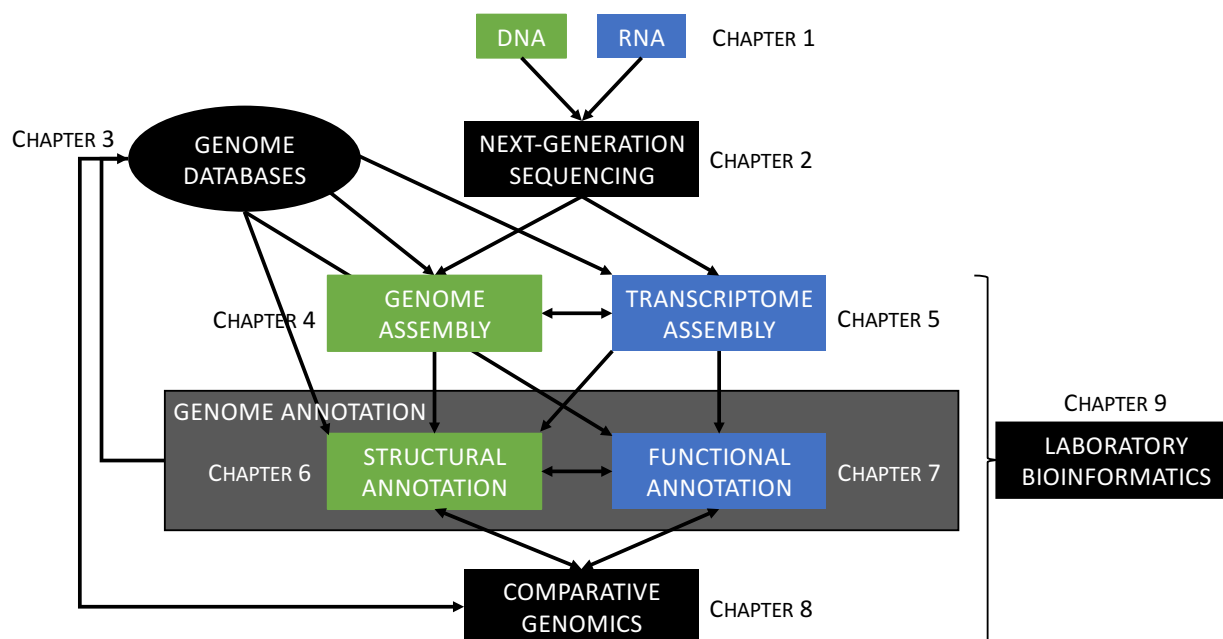 DNA
RNA
CHAPTER 1
CHAPTER 3
GENOME
DATABASES
NEXT-GENERATION
SEQUENCING
CHAPTER 2
CHAPTER 4
GENOME
ASSEMBLY
TRANSCRIPTOME
ASSEMBLY
CHAPTER 5
GENOME ANNOTATION
CHAPTER 6
STRUCTURAL
ANNOTATION
FUNCTIONAL
ANNOTATION
CHAPTER 7
CHAPTER 9
LABORATORY
BIOINFORMATICS
COMPARATIVE
GENOMICS
CHAPTER 8